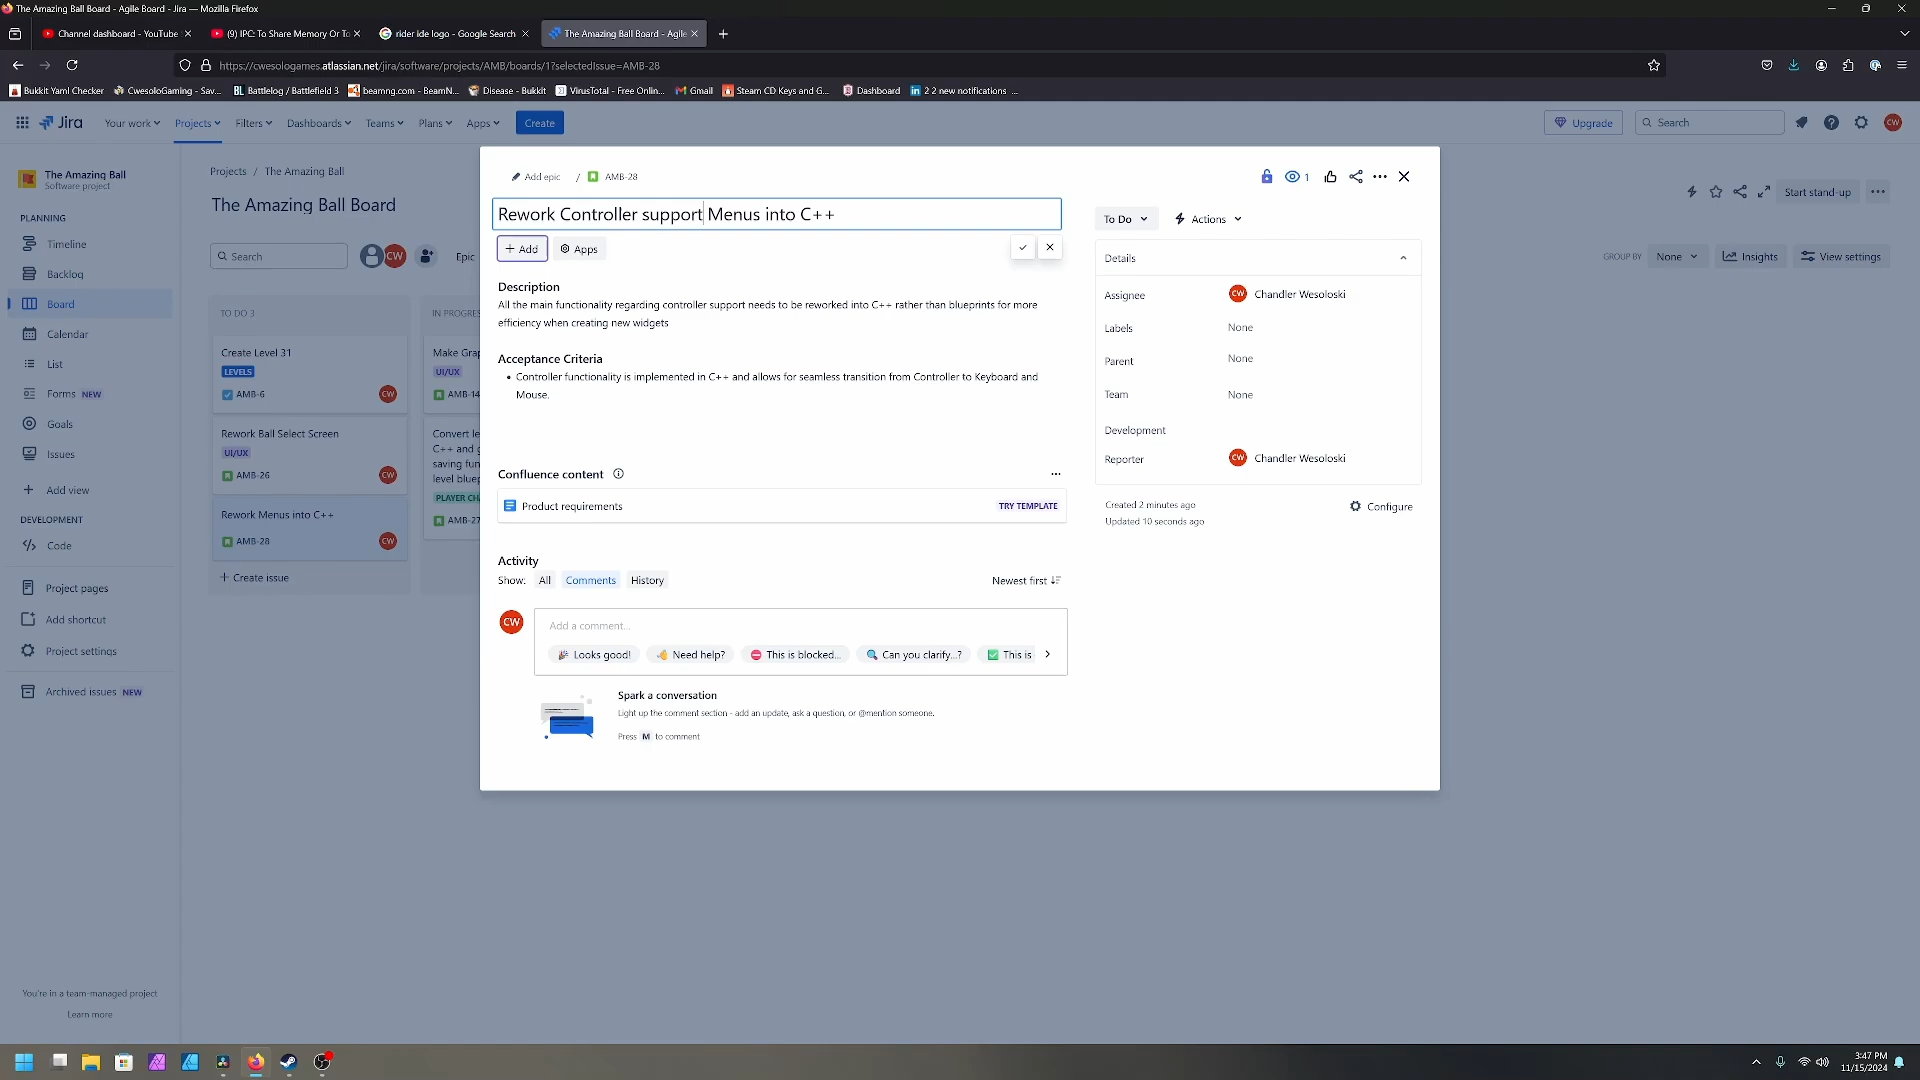 The Amazing Ball Board - Agile Board - Jira — Mozilla Firefox
Channel dashboard - YouTube
(9) IPC: To Share Memory Or To
rider ide logo - Google Search
The Amazing Ball Board - Agile
https://cwesologames.atlassian.net/jira/software/projects/AMB/boards/1?selectedIssue=AMB-28
Bukkit Yaml Checker
CwesoloGaming - Sav...
BL Battlelog / Battlefield 3
beamng.com - BeamN...
Disease - Bukkit
VirusTotal - Free Onlin...
Gmail
Steam CD Keys and G...
Dashboard
2 2 new notifications ...
Jira
Your work
Projects
Filters
Dashboards
Teams
Plans
Apps
Create
Upgrade
Search
CW
The Amazing Ball
Software project
PLANNING
Timeline
Backlog
Board
Calendar
List
Forms NEW
Goals
Issues
Add view
DEVELOPMENT
Code
Project pages
Add shortcut
Project settings
Archived issues NEW
You're in a team-managed project
Learn more
Projects / The Amazing Ball
The Amazing Ball Board
Search
CW
Epic
Start stand-up
GROUP BY
None
Insights
View settings
TO DO 3
Create Level 31
LEVELS
AMB-6
CW
Rework Ball Select Screen
UI/UX
AMB-26
CW
Rework Menus into C++
AMB-28
CW
+ Create issue
IN PROGRES
Make Grap
UI/UX
AMB-14
Convert le
C++ and g
saving fun
level bluep
PLAYER CHA
AMB-27
Add epic / AMB-28
1
Rework Controller support Menus into C++
+ Add
Apps
Description
All the main functionality regarding controller support needs to be reworked into C++ rather than blueprints for more
efficiency when creating new widgets
Acceptance Criteria
• Controller functionality is implemented in C++ and allows for seamless transition from Controller to Keyboard and
Mouse.
Confluence content
Product requirements
TRY TEMPLATE
Activity
Show: All Comments History
Newest first
CW
Add a comment...
🎉 Looks good!
👋 Need help?
⛔ This is blocked...
🔍 Can you clarify...?
✅ This is
Spark a conversation
Light up the comment section - add an update, ask a question, or @mention someone.
Press M to comment
To Do
Actions
Details
Assignee
CW Chandler Wesoloski
Labels
None
Parent
None
Team
None
Development
Reporter
CW Chandler Wesoloski
Created 2 minutes ago
Updated 10 seconds ago
Configure
3:47 PM
11/15/2024